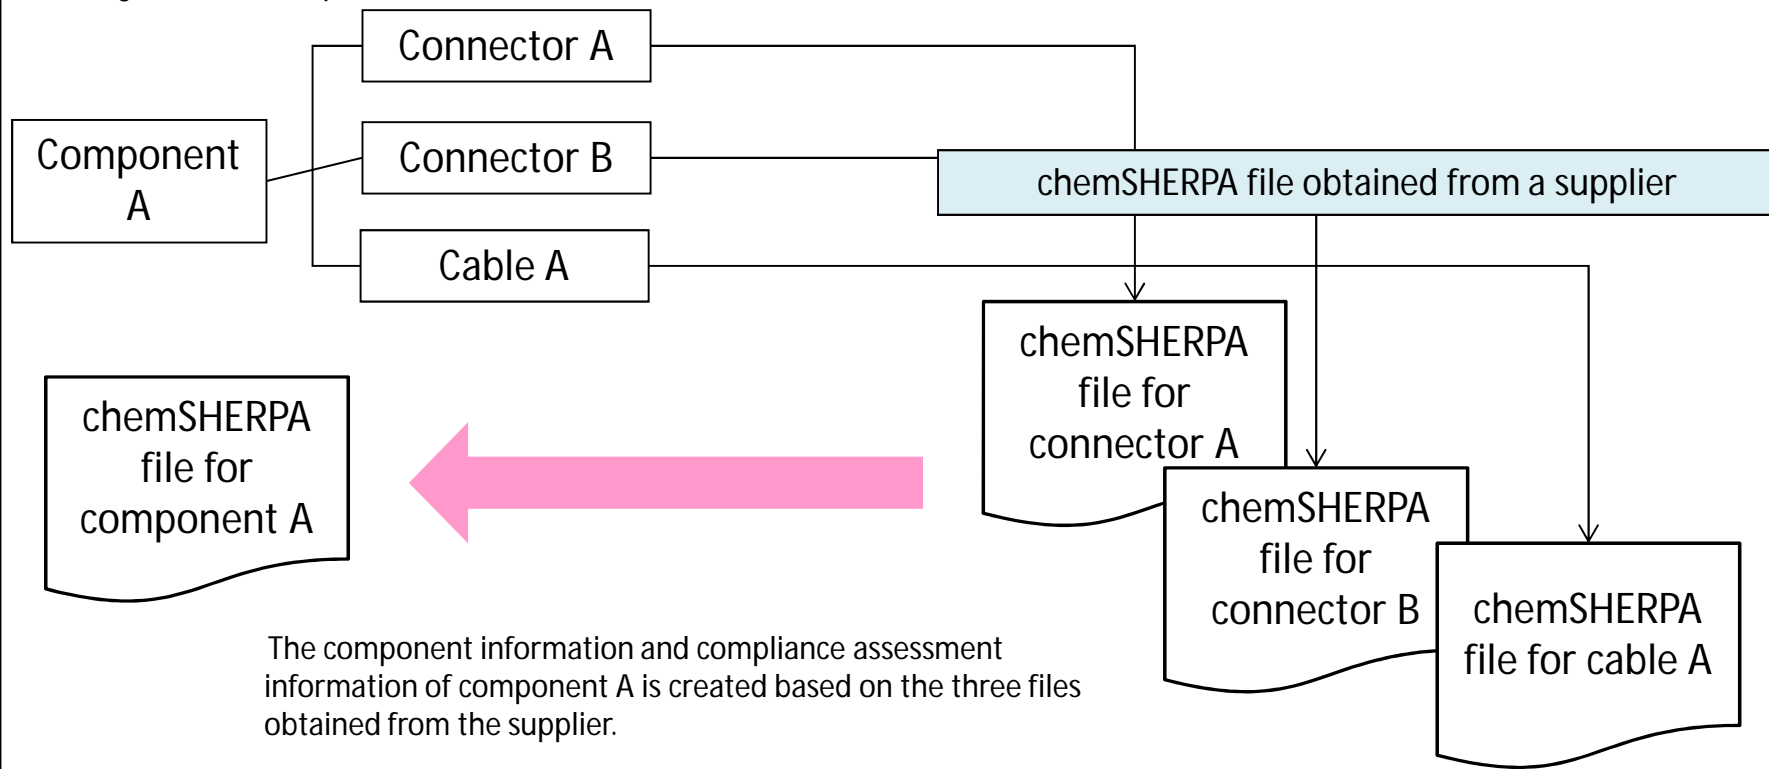 Connector A
Component
A
Connector B
Cable A
chemSHERPA file obtained from a supplier
chemSHERPA
file for
connector A
chemSHERPA
file for
connector B
chemSHERPA
file for cable A
chemSHERPA
file for
component A
The component information and compliance assessment
information of component A is created based on the three files
obtained from the supplier.